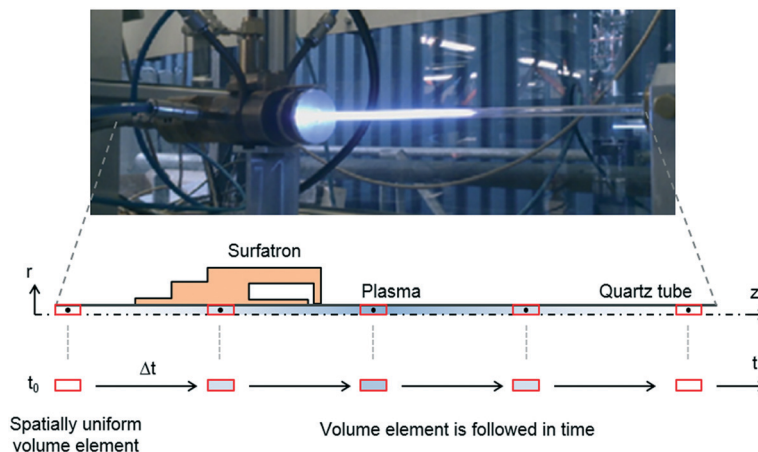 Surfatron
r
Plasma
Quartz tube
z
Δt
t
t₀
Spatially uniform
volume element
Volume element is followed in time